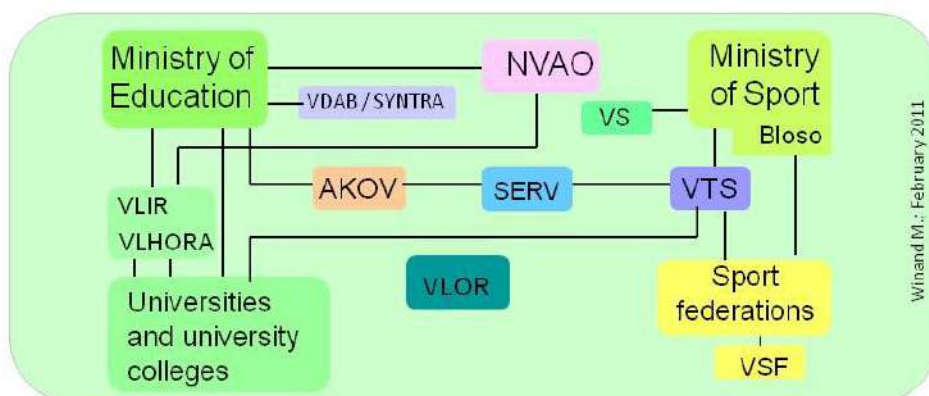 Ministry of
Education
NVAO
Ministry
of Sport
Bloso
VDAB / SYNTRA
VS
AKOV
SERV
VTS
VLIR
VLHORA
VLOR
Universities
and university
colleges
Sport
federations
VSF
Winand M.; February 2011